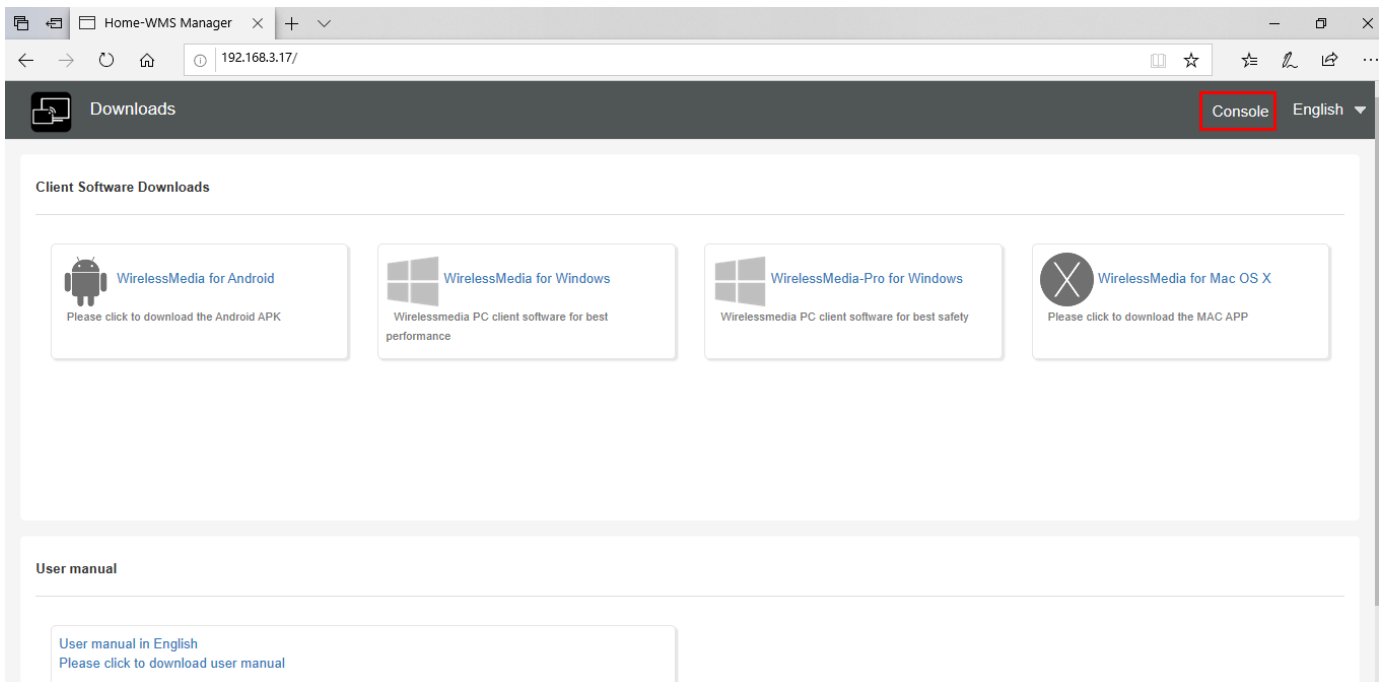 Home-WMS Manager
192.168.3.17/
Downloads
Console
English
Client Software Downloads
WirelessMedia for Android
Please click to download the Android APK
WirelessMedia for Windows
Wirelessmedia PC client software for best
performance
WirelessMedia-Pro for Windows
Wirelessmedia PC client software for best safety
WirelessMedia for Mac OS X
Please click to download the MAC APP
User manual
User manual in English
Please click to download user manual